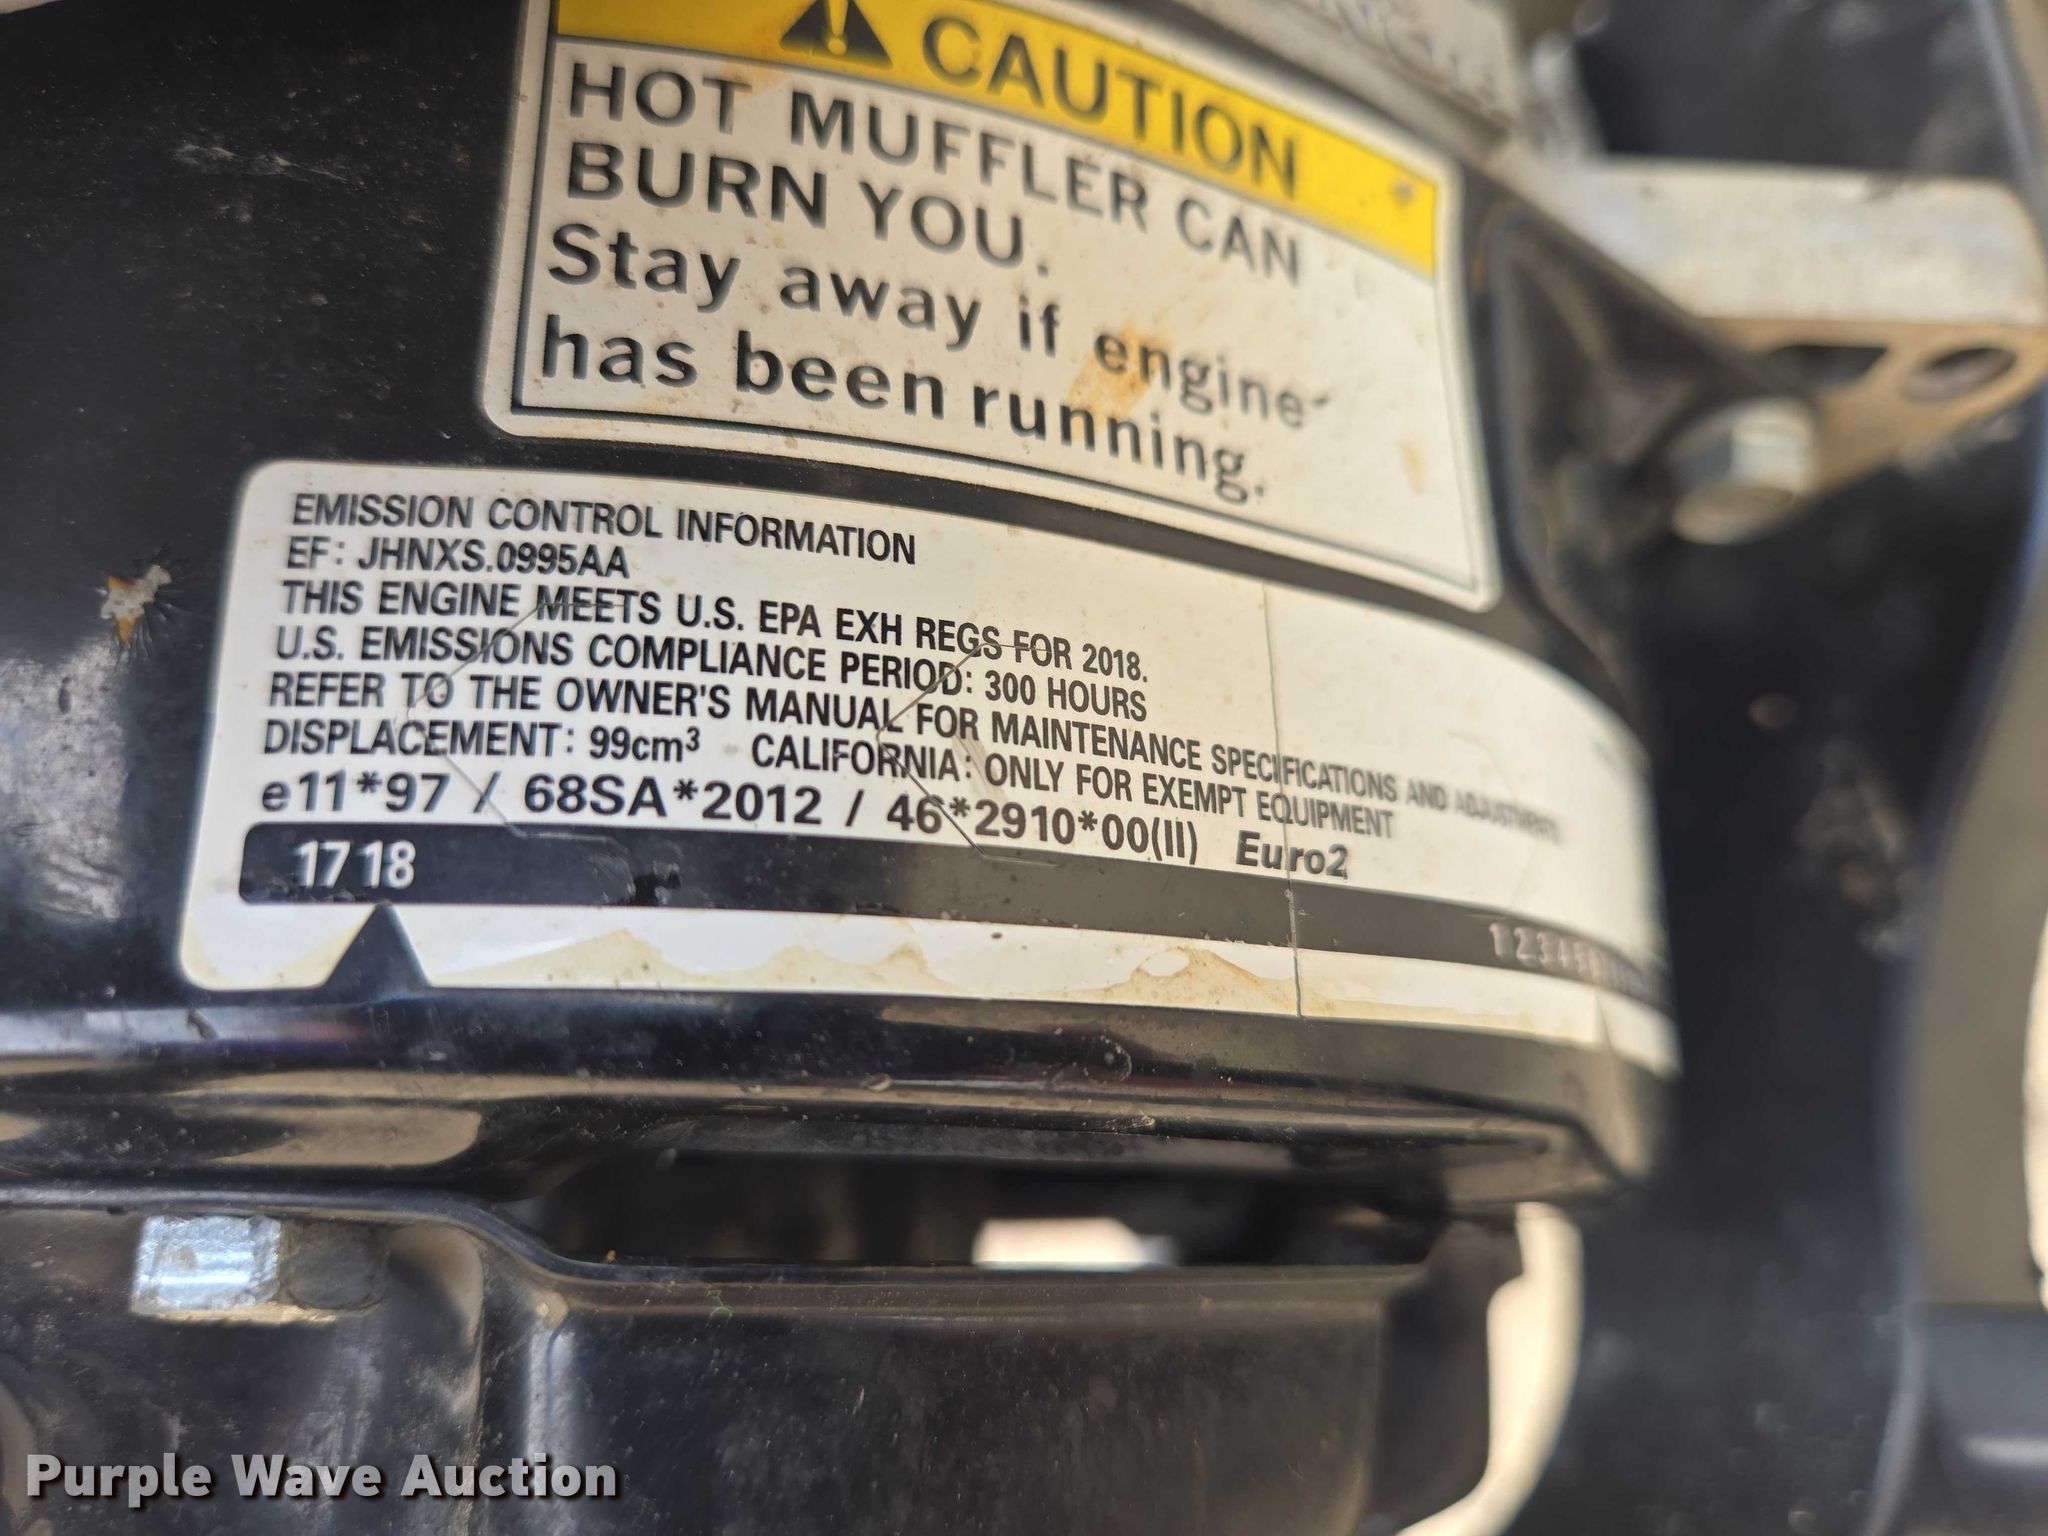 CAUTION
HOT MUFFLER CAN
BURN YOU.
Stay away if engine
has been running.
EMISSION CONTROL INFORMATION
EF: JHNXS.0995AA
THIS ENGINE MEETS U.S. EPA EXH REGS FOR 2018.
U.S. EMISSIONS COMPLIANCE PERIOD: 300 HOURS
REFER TO THE OWNER'S MANUAL FOR MAINTENANCE SPECIFICATIONS AND ADJUSTMENTS
DISPLACEMENT: 99cm³ CALIFORNIA: ONLY FOR EXEMPT EQUIPMENT
e11*97 / 68SA*2012 / 46*2910*00(II) Euro2
17 18
Purple Wave Auction